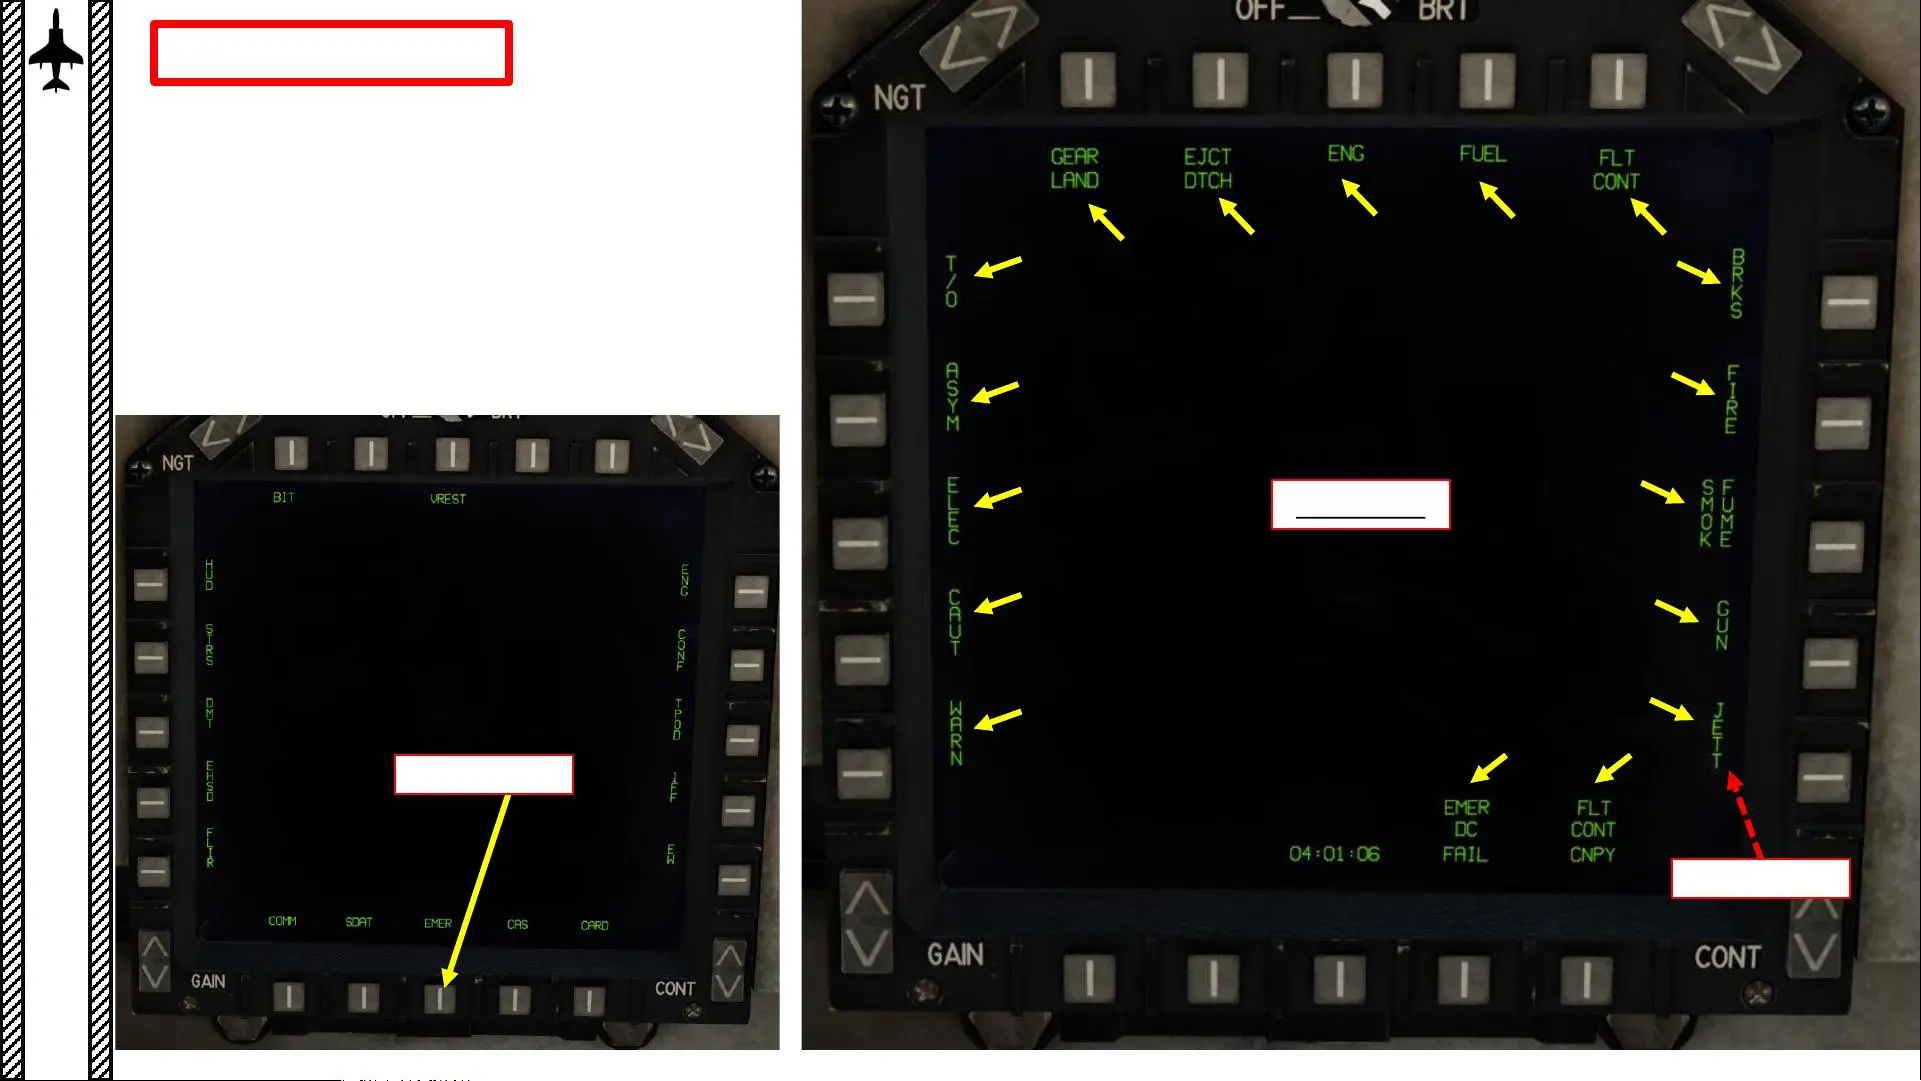 OFF BRT
NGT
GEAR
LAND
EJCT
DTCH
ENG
FUEL
FLT
CONT
T/O
ASYM
ELEC
CAUT
WARN
BRKS
FIRE
SMOK
FUME
GUN
JETT
EMER
DC
FAIL
FLT
CONT
CNPY
04:01:06
GAIN
CONT
NGT
BIT
VREST
HUD
STRS
DMT
EHSD
FLIR
ENG
CONF
TPOD
IFF
EW
COMM
SDAT
EMER
CAS
CARD
GAIN
CONT